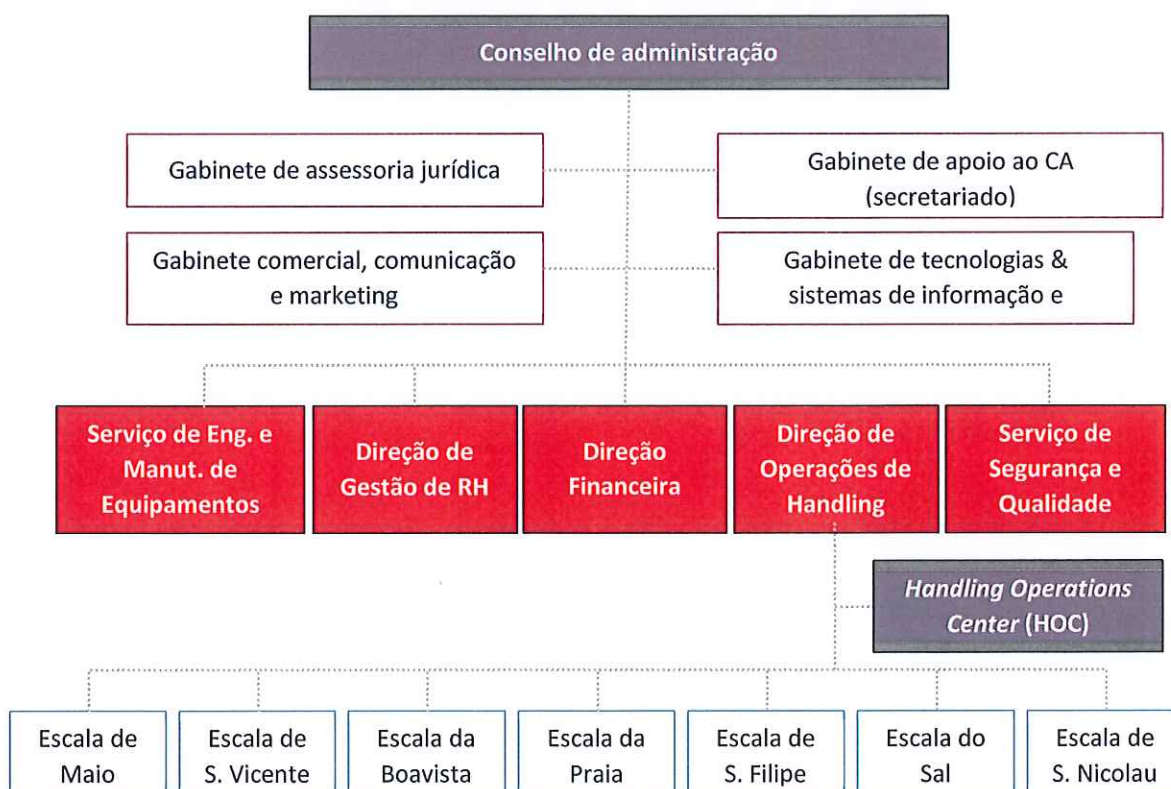 Conselho de administração
Gabinete de assessoria jurídica
Gabinete de apoio ao CA
(secretariado)
Gabinete comercial, comunicação
e marketing
Gabinete de tecnologias &
sistemas de informação e
Serviço de Eng. e
Manut. de
Equipamentos
Direção de
Gestão de RH
Direção
Financeira
Direção de
Operações de
Handling
Serviço de
Segurança e
Qualidade
Handling Operations
Center (HOC)
Escala de
Maio
Escala de
S. Vicente
Escala da
Boavista
Escala da
Praia
Escala de
S. Filipe
Escala do
Sal
Escala de
S. Nicolau